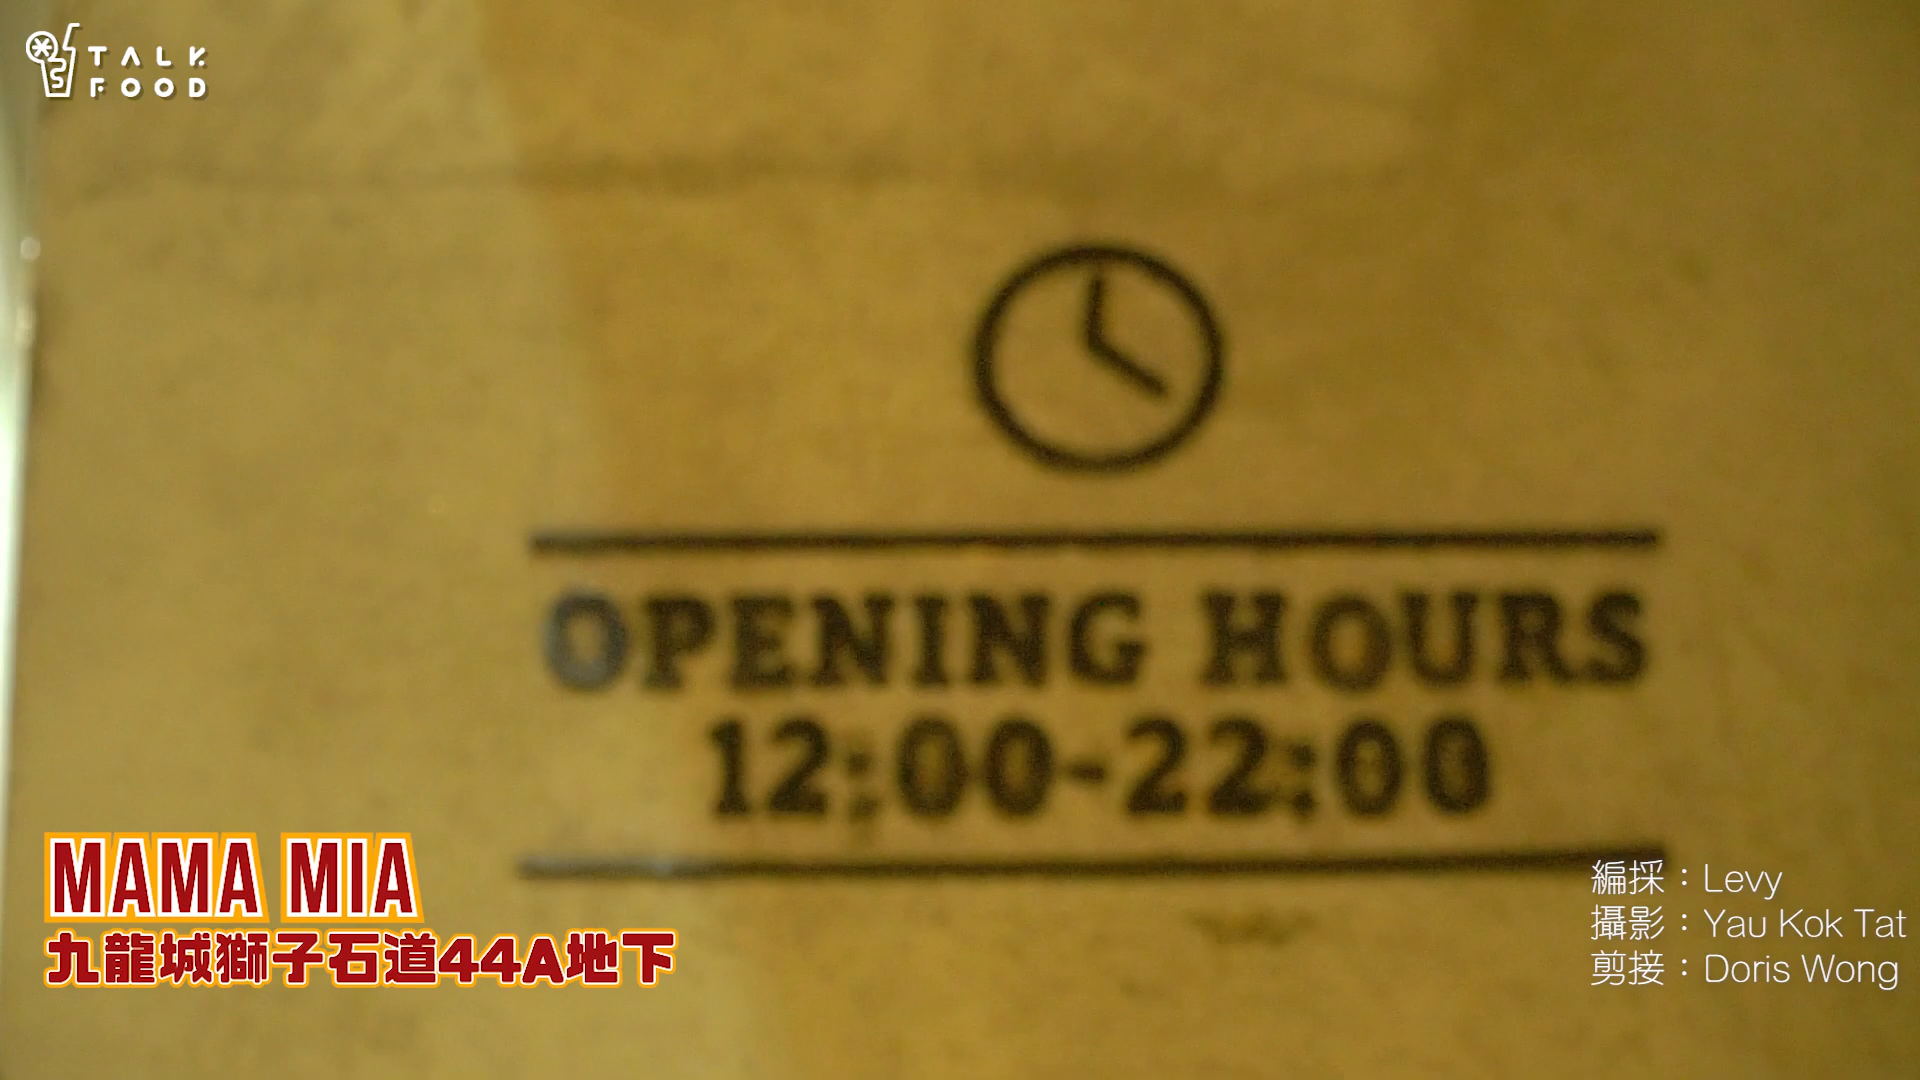 TALK
FOOD
OPENING HOURS
12:00-22:00
MAMA MIA
九龍城獅子石道44A地下
編採：Levy
攝影：Yau Kok Tat
剪接：Doris Wong